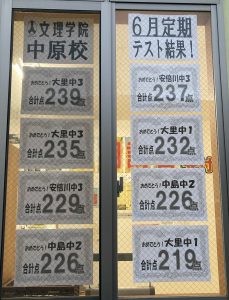 文理学院
中原校
おめでとう! 大里中3
合計点 239点
おめでとう! 大里中3
合計点 235点
おめでとう! 安倍川中3
合計点 229点
おめでとう! 中島中2
合計点 226点
6月定期
テスト結果!
おめでとう! 安倍川中3
合計点 237点
おめでとう! 大里中1
合計点 232点
おめでとう! 中島中2
合計点 226点
おめでとう! 大里中1
合計点 219点